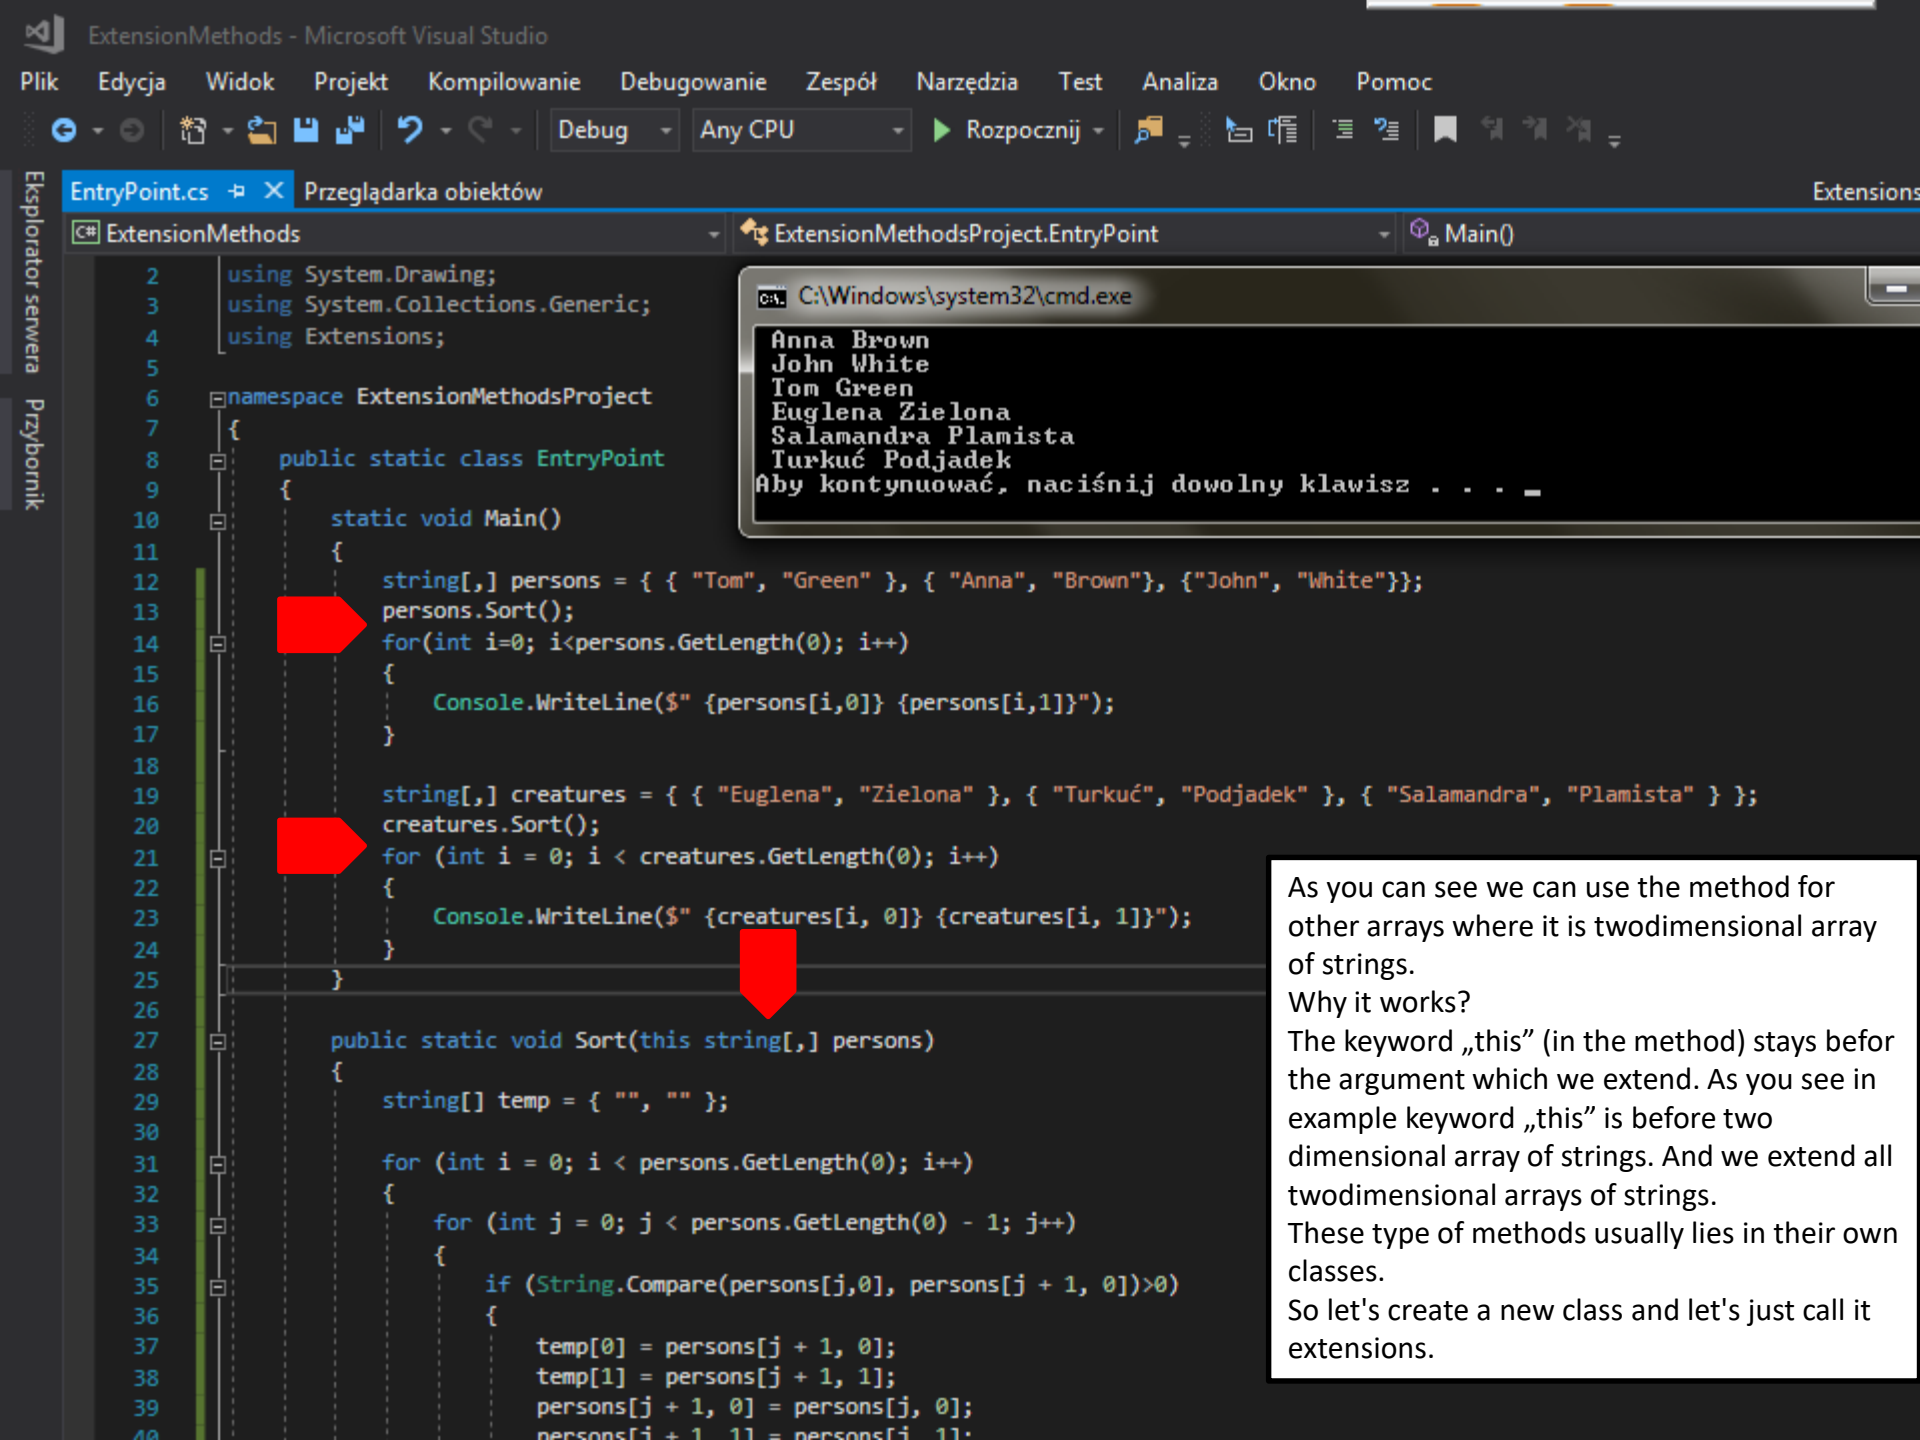 ExtensionMethods - Microsoft Visual Studio
Plik Edycja Widok Projekt Kompilowanie Debugowanie Zespół Narzędzia Test Analiza Okno Pomoc
Debug Any CPU Rozpocznij
Eksplorator serwera
Przybornik
EntryPoint.cs Przeglądarka obiektów Extensions
C# ExtensionMethods ExtensionMethodsProject.EntryPoint Main()
2 using System.Drawing;
3 using System.Collections.Generic;
4 using Extensions;
5
6 namespace ExtensionMethodsProject
7 {
8 public static class EntryPoint
9 {
10 static void Main()
11 {
12 string[,] persons = { { "Tom", "Green" }, { "Anna", "Brown"}, {"John", "White"}};
13 persons.Sort();
14 for(int i=0; i<persons.GetLength(0); i++)
15 {
16 Console.WriteLine($" {persons[i,0]} {persons[i,1]}");
17 }
18
19 string[,] creatures = { { "Euglena", "Zielona" }, { "Turkuć", "Podjadek" }, { "Salamandra", "Plamista" } };
20 creatures.Sort();
21 for (int i = 0; i < creatures.GetLength(0); i++)
22 {
23 Console.WriteLine($" {creatures[i, 0]} {creatures[i, 1]}");
24 }
25 }
26
27 public static void Sort(this string[,] persons)
28 {
29 string[] temp = { "", "" };
30
31 for (int i = 0; i < persons.GetLength(0); i++)
32 {
33 for (int j = 0; j < persons.GetLength(0) - 1; j++)
34 {
35 if (String.Compare(persons[j,0], persons[j + 1, 0])>0)
36 {
37 temp[0] = persons[j + 1, 0];
38 temp[1] = persons[j + 1, 1];
39 persons[j + 1, 0] = persons[j, 0];
40 persons[j + 1, 1] = persons[j, 1];
C:\Windows\system32\cmd.exe
Anna Brown
John White
Tom Green
Euglena Zielona
Salamandra Plamista
Turkuć Podjadek
Aby kontynuować, naciśnij dowolny klawisz . . . _
As you can see we can use the method for
other arrays where it is twodimensional array
of strings.
Why it works?
The keyword „this” (in the method) stays befor
the argument which we extend. As you see in
example keyword „this” is before two
dimensional array of strings. And we extend all
twodimensional arrays of strings.
These type of methods usually lies in their own
classes.
So let's create a new class and let's just call it
extensions.